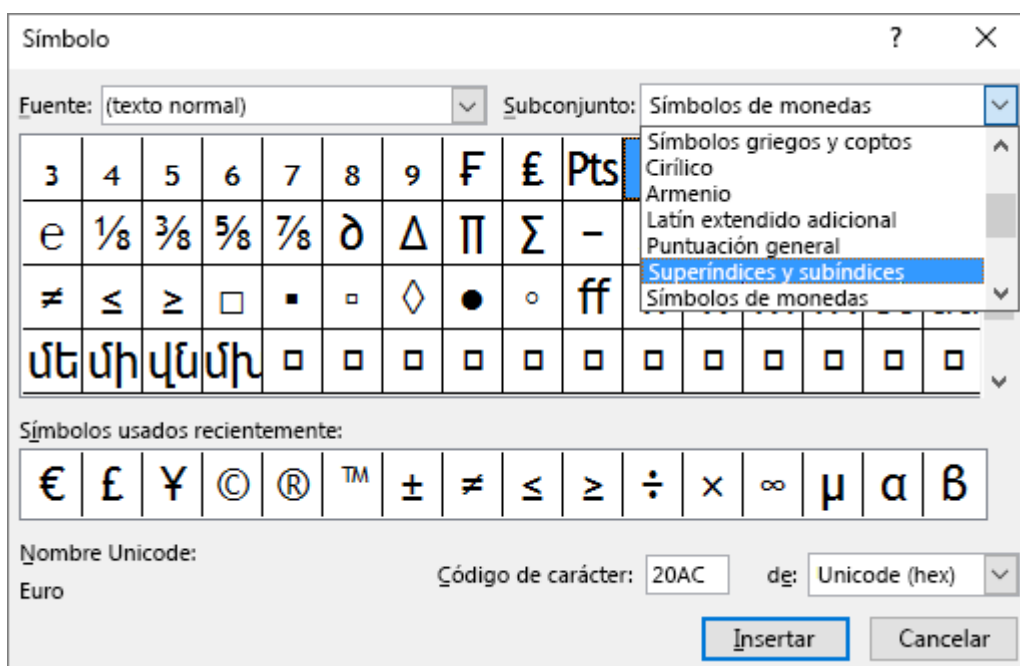 Símbolo ? ×
Fuente: (texto normal) Subconjunto: Símbolos de monedas
Símbolos griegos y coptos
Cirílico
Armenio
Latín extendido adicional
Puntuación general
Superíndices y subíndices
Símbolos de monedas
3 4 5 6 7 8 9 ₣ ₤ Pts
℮ ⅛ ⅜ ⅝ ⅞ ∂ ∆ ∏ ∑ −
≠ ≤ ≥ □ ▪ ▫ ◊ ● ◦ ff
մե մի վն մխ
Símbolos usados recientemente:
€ £ ¥ © ® ™ ± ≠ ≤ ≥ ÷ × ∞ µ α β
Nombre Unicode:
Euro
Código de carácter: 20AC de: Unicode (hex)
Insertar Cancelar